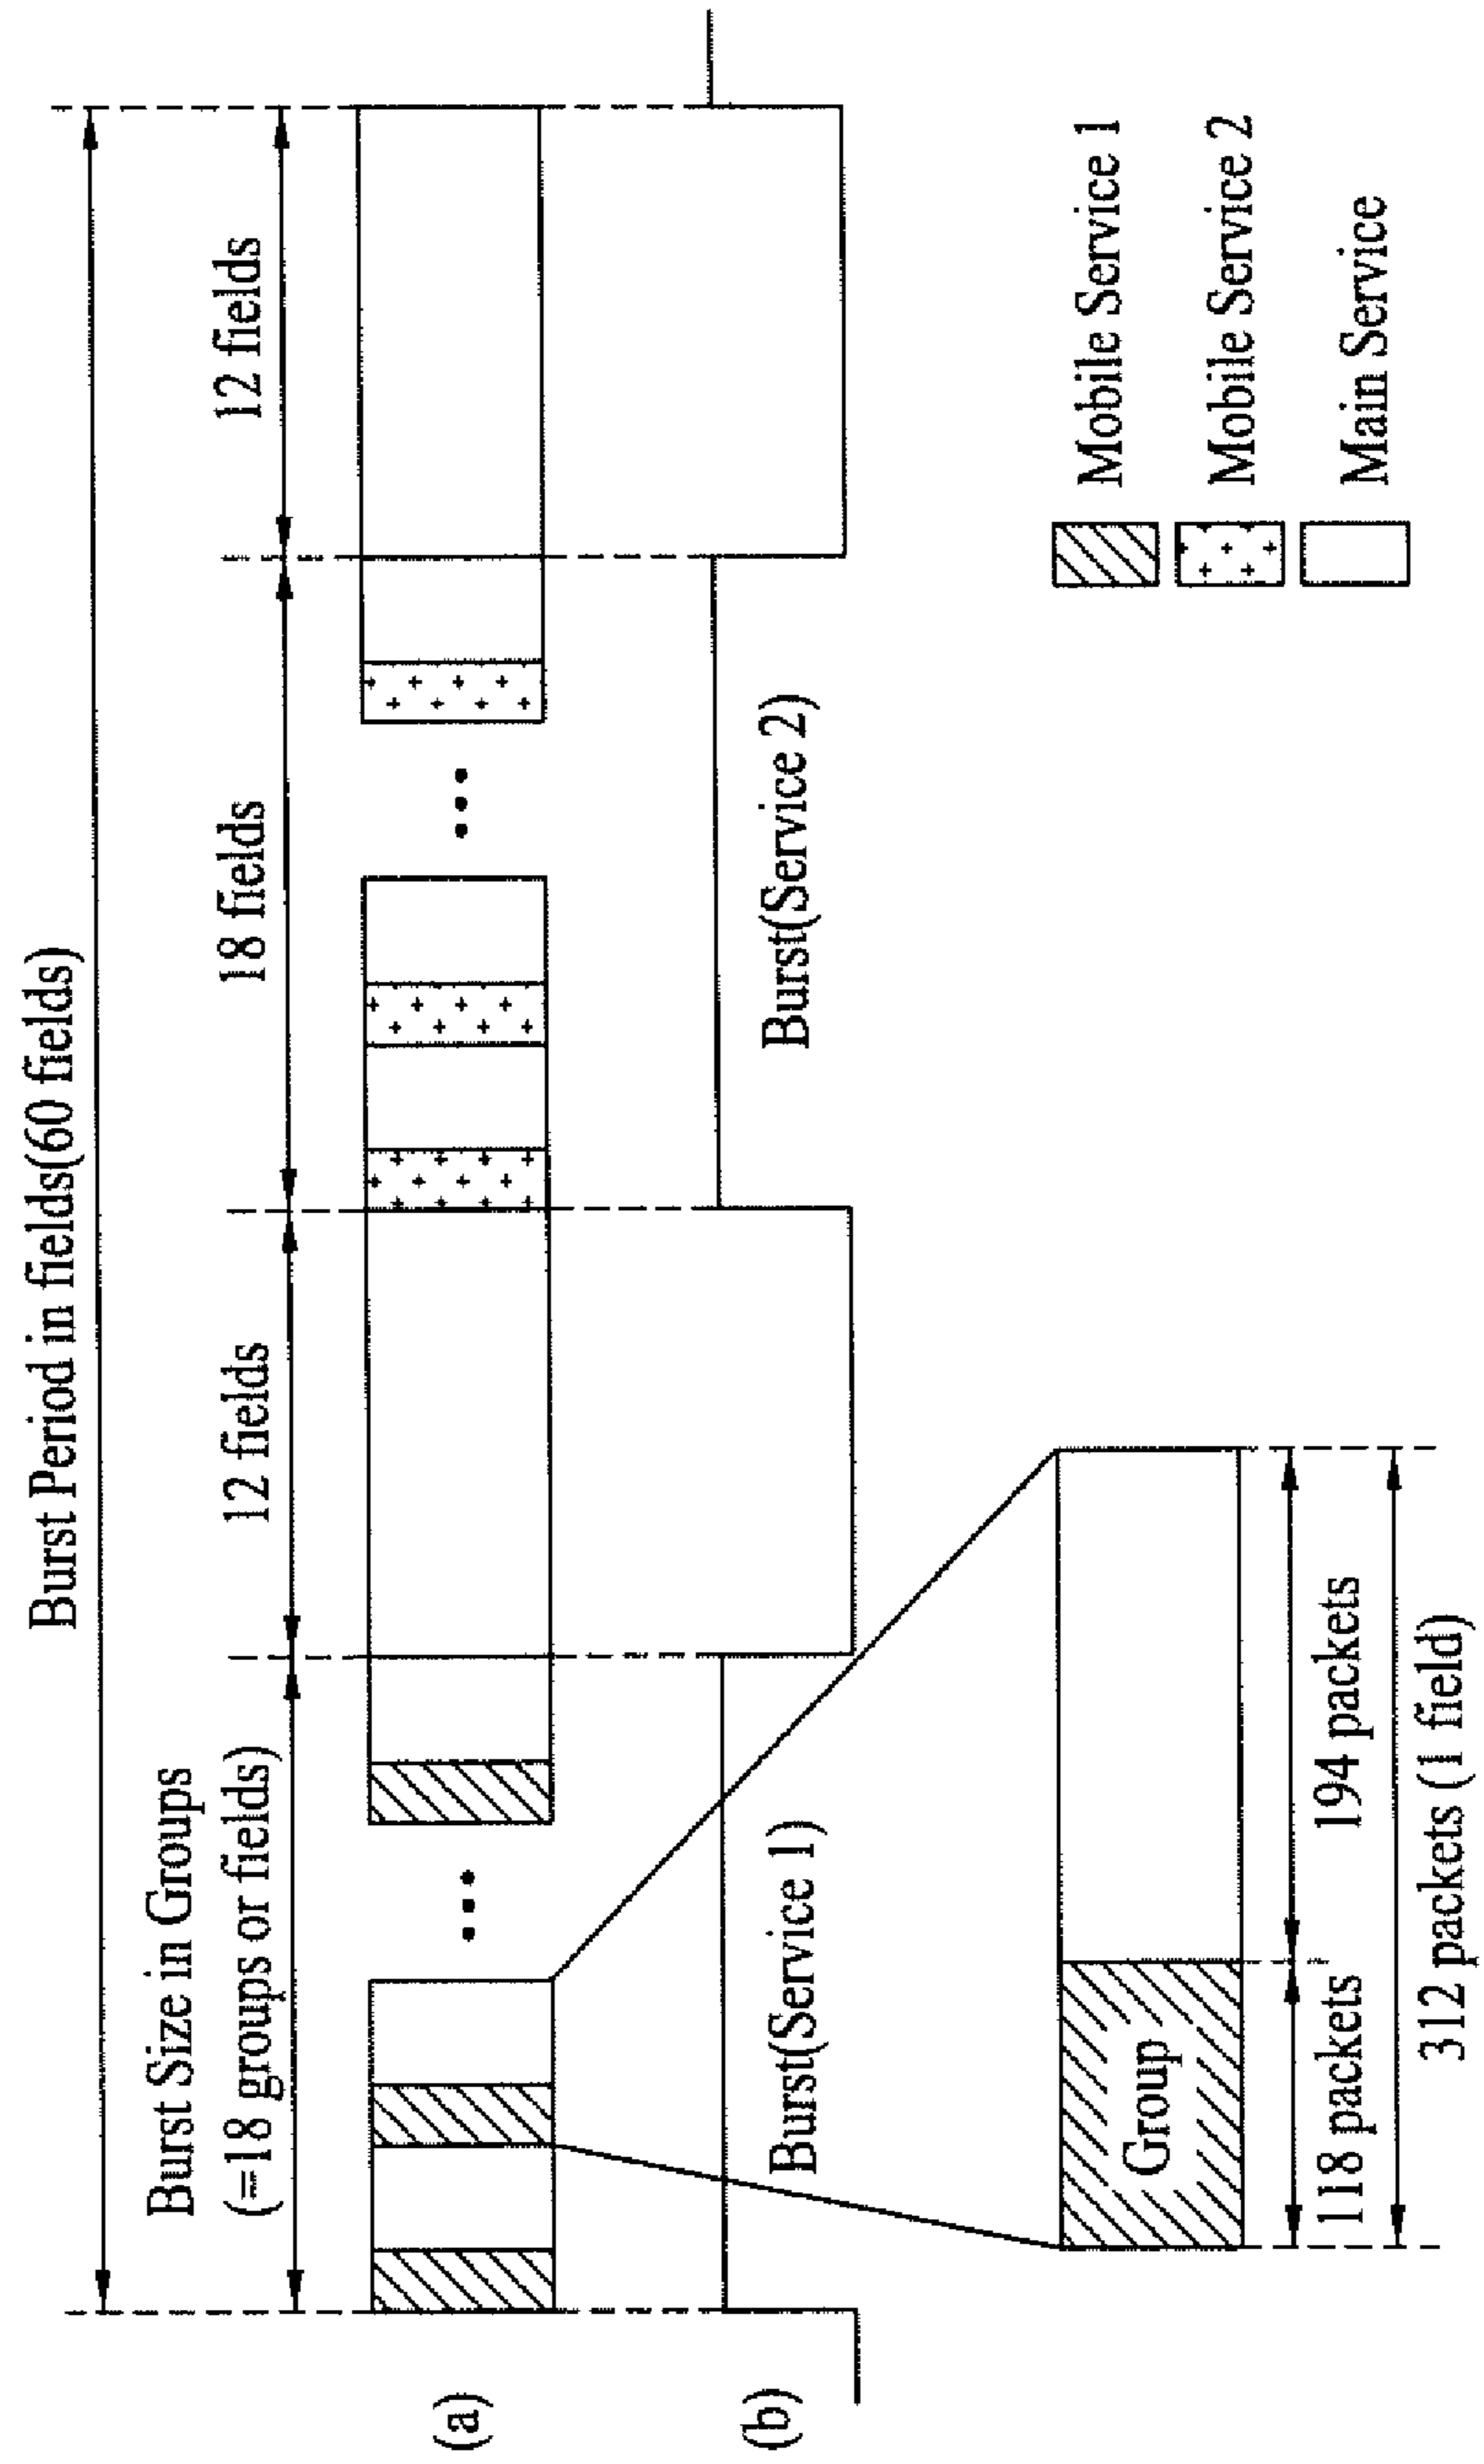 Burst Period in fields(60 fields)
Burst Size in Groups
(=18 groups or fields)
12 fields
18 fields
12 fields
(a)
(b)
Burst(Service 1)
Burst(Service 2)
Group
118 packets
194 packets
312 packets (1 field)
Mobile Service 1
Mobile Service 2
Main Service